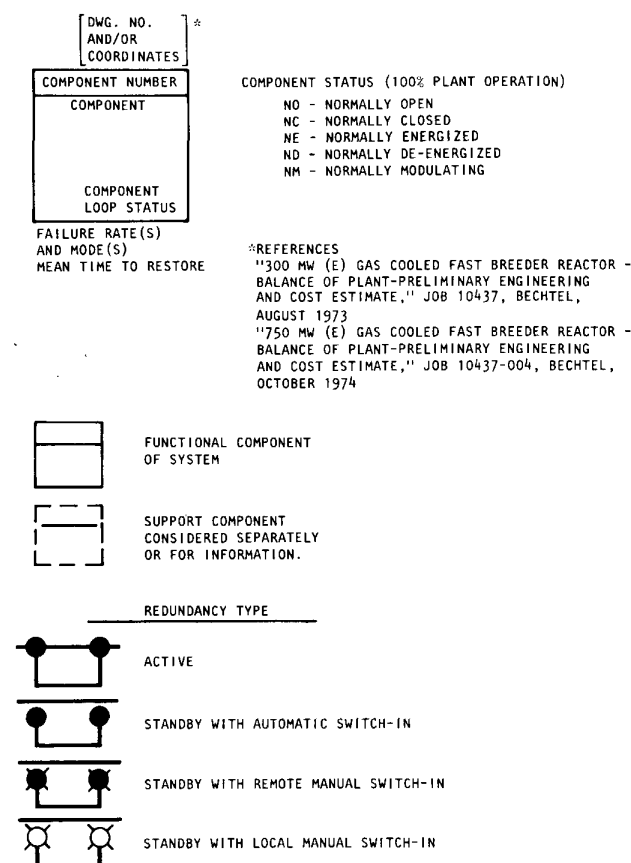 DWG. NO. *
AND/OR
COORDINATES
COMPONENT NUMBER
COMPONENT
COMPONENT
LOOP STATUS
FAILURE RATE(S)
AND MODE(S)
MEAN TIME TO RESTORE
COMPONENT STATUS (100% PLANT OPERATION)
NO - NORMALLY OPEN
NC - NORMALLY CLOSED
NE - NORMALLY ENERGIZED
ND - NORMALLY DE-ENERGIZED
NM - NORMALLY MODULATING
*REFERENCES
"300 MW (E) GAS COOLED FAST BREEDER REACTOR -
BALANCE OF PLANT-PRELIMINARY ENGINEERING
AND COST ESTIMATE," JOB 10437, BECHTEL,
AUGUST 1973
"750 MW (E) GAS COOLED FAST BREEDER REACTOR -
BALANCE OF PLANT-PRELIMINARY ENGINEERING
AND COST ESTIMATE," JOB 10437-004, BECHTEL,
OCTOBER 1974
FUNCTIONAL COMPONENT
OF SYSTEM
SUPPORT COMPONENT
CONSIDERED SEPARATELY
OR FOR INFORMATION.
REDUNDANCY TYPE
ACTIVE
STANDBY WITH AUTOMATIC SWITCH-IN
STANDBY WITH REMOTE MANUAL SWITCH-IN
STANDBY WITH LOCAL MANUAL SWITCH-IN